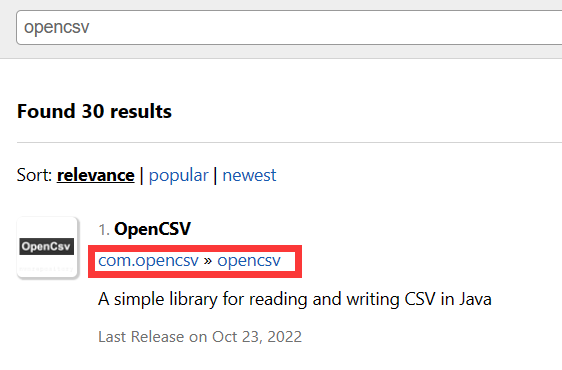 opencsv
Found 30 results
Sort: relevance | popular | newest
OpenCsv
1. OpenCSV
com.opencsv » opencsv
A simple library for reading and writing CSV in Java
Last Release on Oct 23, 2022